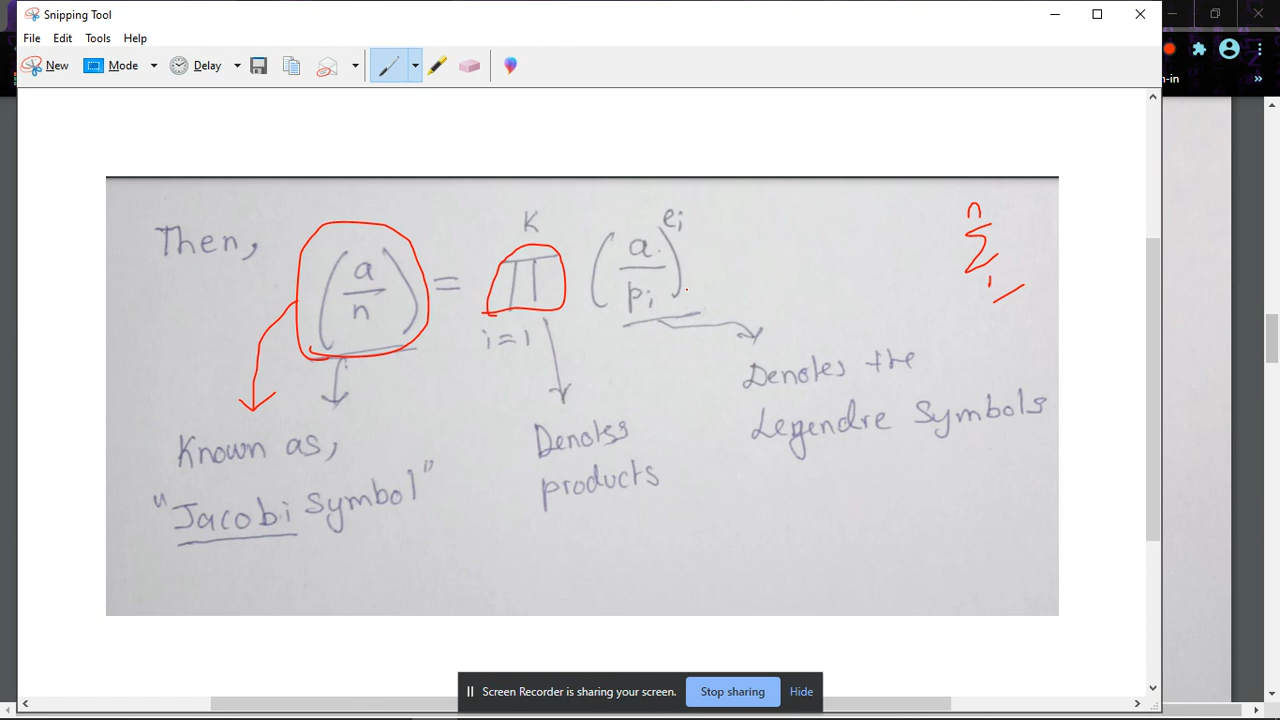 Snipping Tool
File Edit Tools Help
New Mode Delay
n-in
»
Then, (a/n) = K ∏ i=1 (a/pi)^ei
n Σ i
Known as,
"Jacobi Symbol"
Denotes
products
Denotes the
Legendre Symbols
Screen Recorder is sharing your screen. Stop sharing Hide